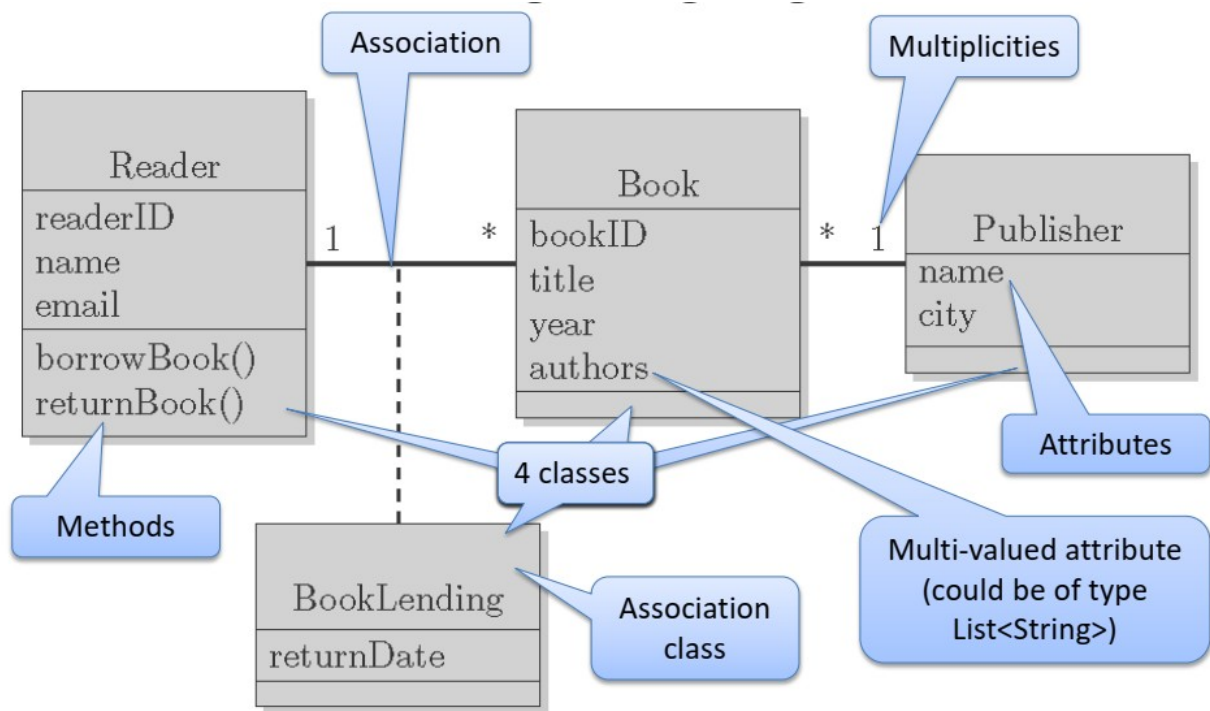 Association
Multiplicities
Reader
readerID
name
email
borrowBook()
returnBook()
1
*
Book
bookID
title
year
authors
*
1
Publisher
name
city
4 classes
Attributes
Methods
BookLending
returnDate
Association
class
Multi-valued attribute
(could be of type
List<String>)